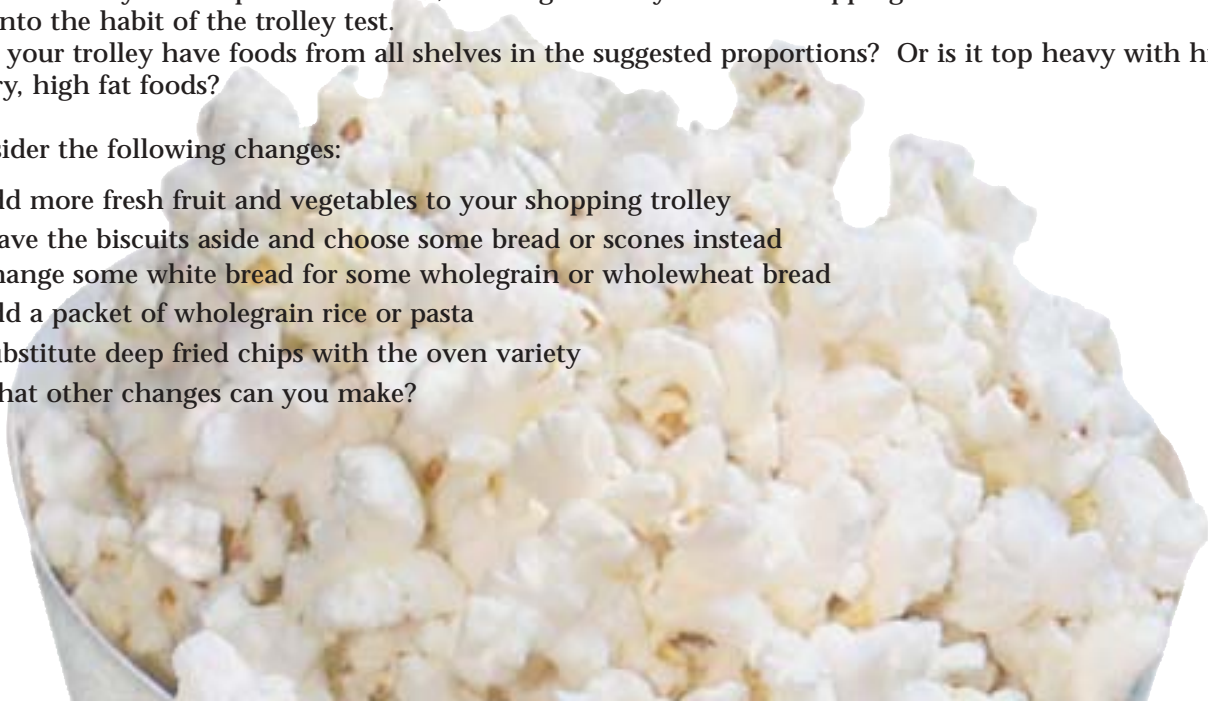 nto the habit of the trolley test.
your trolley have foods from all shelves in the suggested proportions? Or is it top heavy with h
ry, high fat foods?
sider the following changes:
ld more fresh fruit and vegetables to your shopping trolley
ave the biscuits aside and choose some bread or scones instead
hange some white bread for some wholegrain or wholewheat bread
ld a packet of wholegrain rice or pasta
ubstitute deep fried chips with the oven variety
hat other changes can you make?